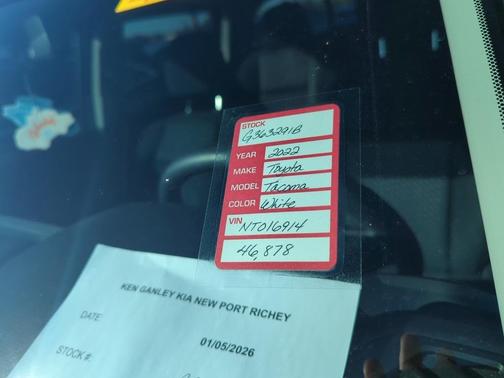 STOCK
G363291B
YEAR 2022
MAKE Toyota
MODEL Tacoma
COLOR White
VIN NT016914
46,878
KEN GANLEY KIA NEW PORT RICHEY
DATE: 01/05/2026
STOCK #: